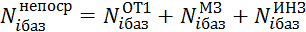 N_{iбаз}^{непоср} = N_{iбаз}^{ОТ1} + N_{iбаз}^{МЗ} + N_{iбаз}^{ИНЗ}